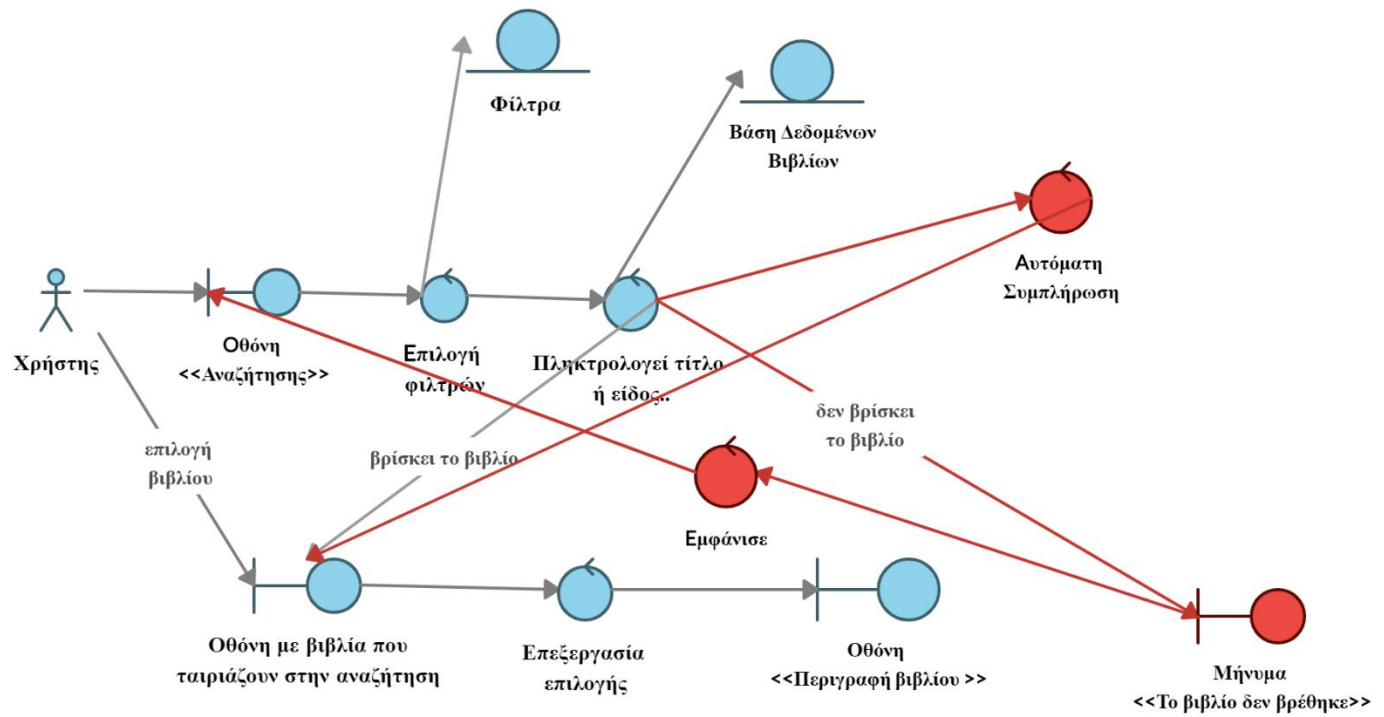 Φίλτρα
Βάση Δεδομένων
Βιβλίων
Αυτόματη
Συμπλήρωση
Χρήστης
Οθόνη
<<Αναζήτησης>>
Επιλογή
φιλτρών
Πληκτρολογεί τίτλο
ή είδος..
δεν βρίσκει
το βιβλίο
επιλογή
βιβλίου
βρίσκει το βιβλίο
Εμφάνισε
Οθόνη με βιβλία που
ταιριάζουν στην αναζήτηση
Επεξεργασία
επιλογής
Οθόνη
<<Περιγραφή βιβλίου >>
Μήνυμα
<<Το βιβλίο δεν βρέθηκε>>